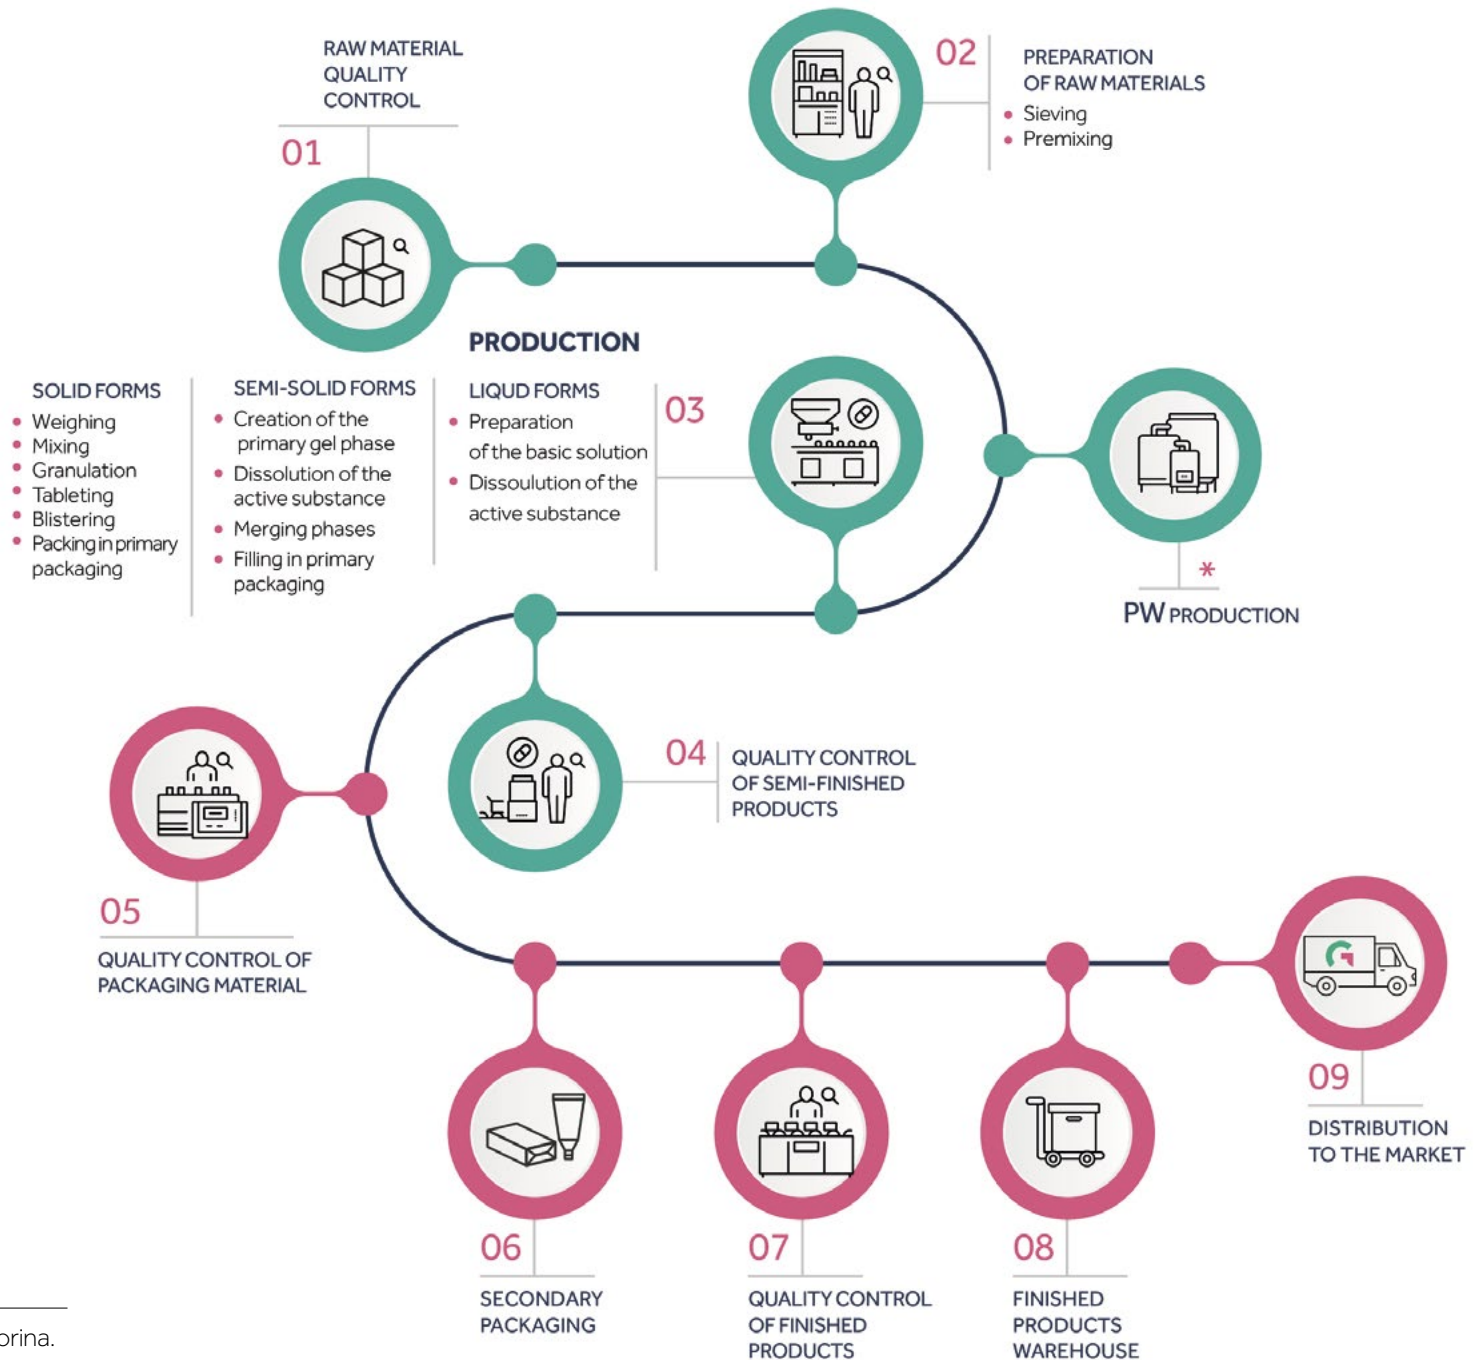 RAW MATERIAL
QUALITY
CONTROL
01
02
PREPARATION
OF RAW MATERIALS
• Sieving
• Premixing
PRODUCTION
SOLID FORMS
• Weighing
• Mixing
• Granulation
• Tableting
• Blistering
• Packing in primary
packaging
SEMI-SOLID FORMS
• Creation of the
primary gel phase
• Dissolution of the
active substance
• Merging phases
• Filling in primary
packaging
LIQUD FORMS
• Preparation
of the basic solution
• Dissoulution of the
active substance
03
*
PW PRODUCTION
04
QUALITY CONTROL
OF SEMI-FINISHED
PRODUCTS
05
QUALITY CONTROL OF
PACKAGING MATERIAL
06
SECONDARY
PACKAGING
07
QUALITY CONTROL
OF FINISHED
PRODUCTS
08
FINISHED
PRODUCTS
WAREHOUSE
09
DISTRIBUTION
TO THE MARKET